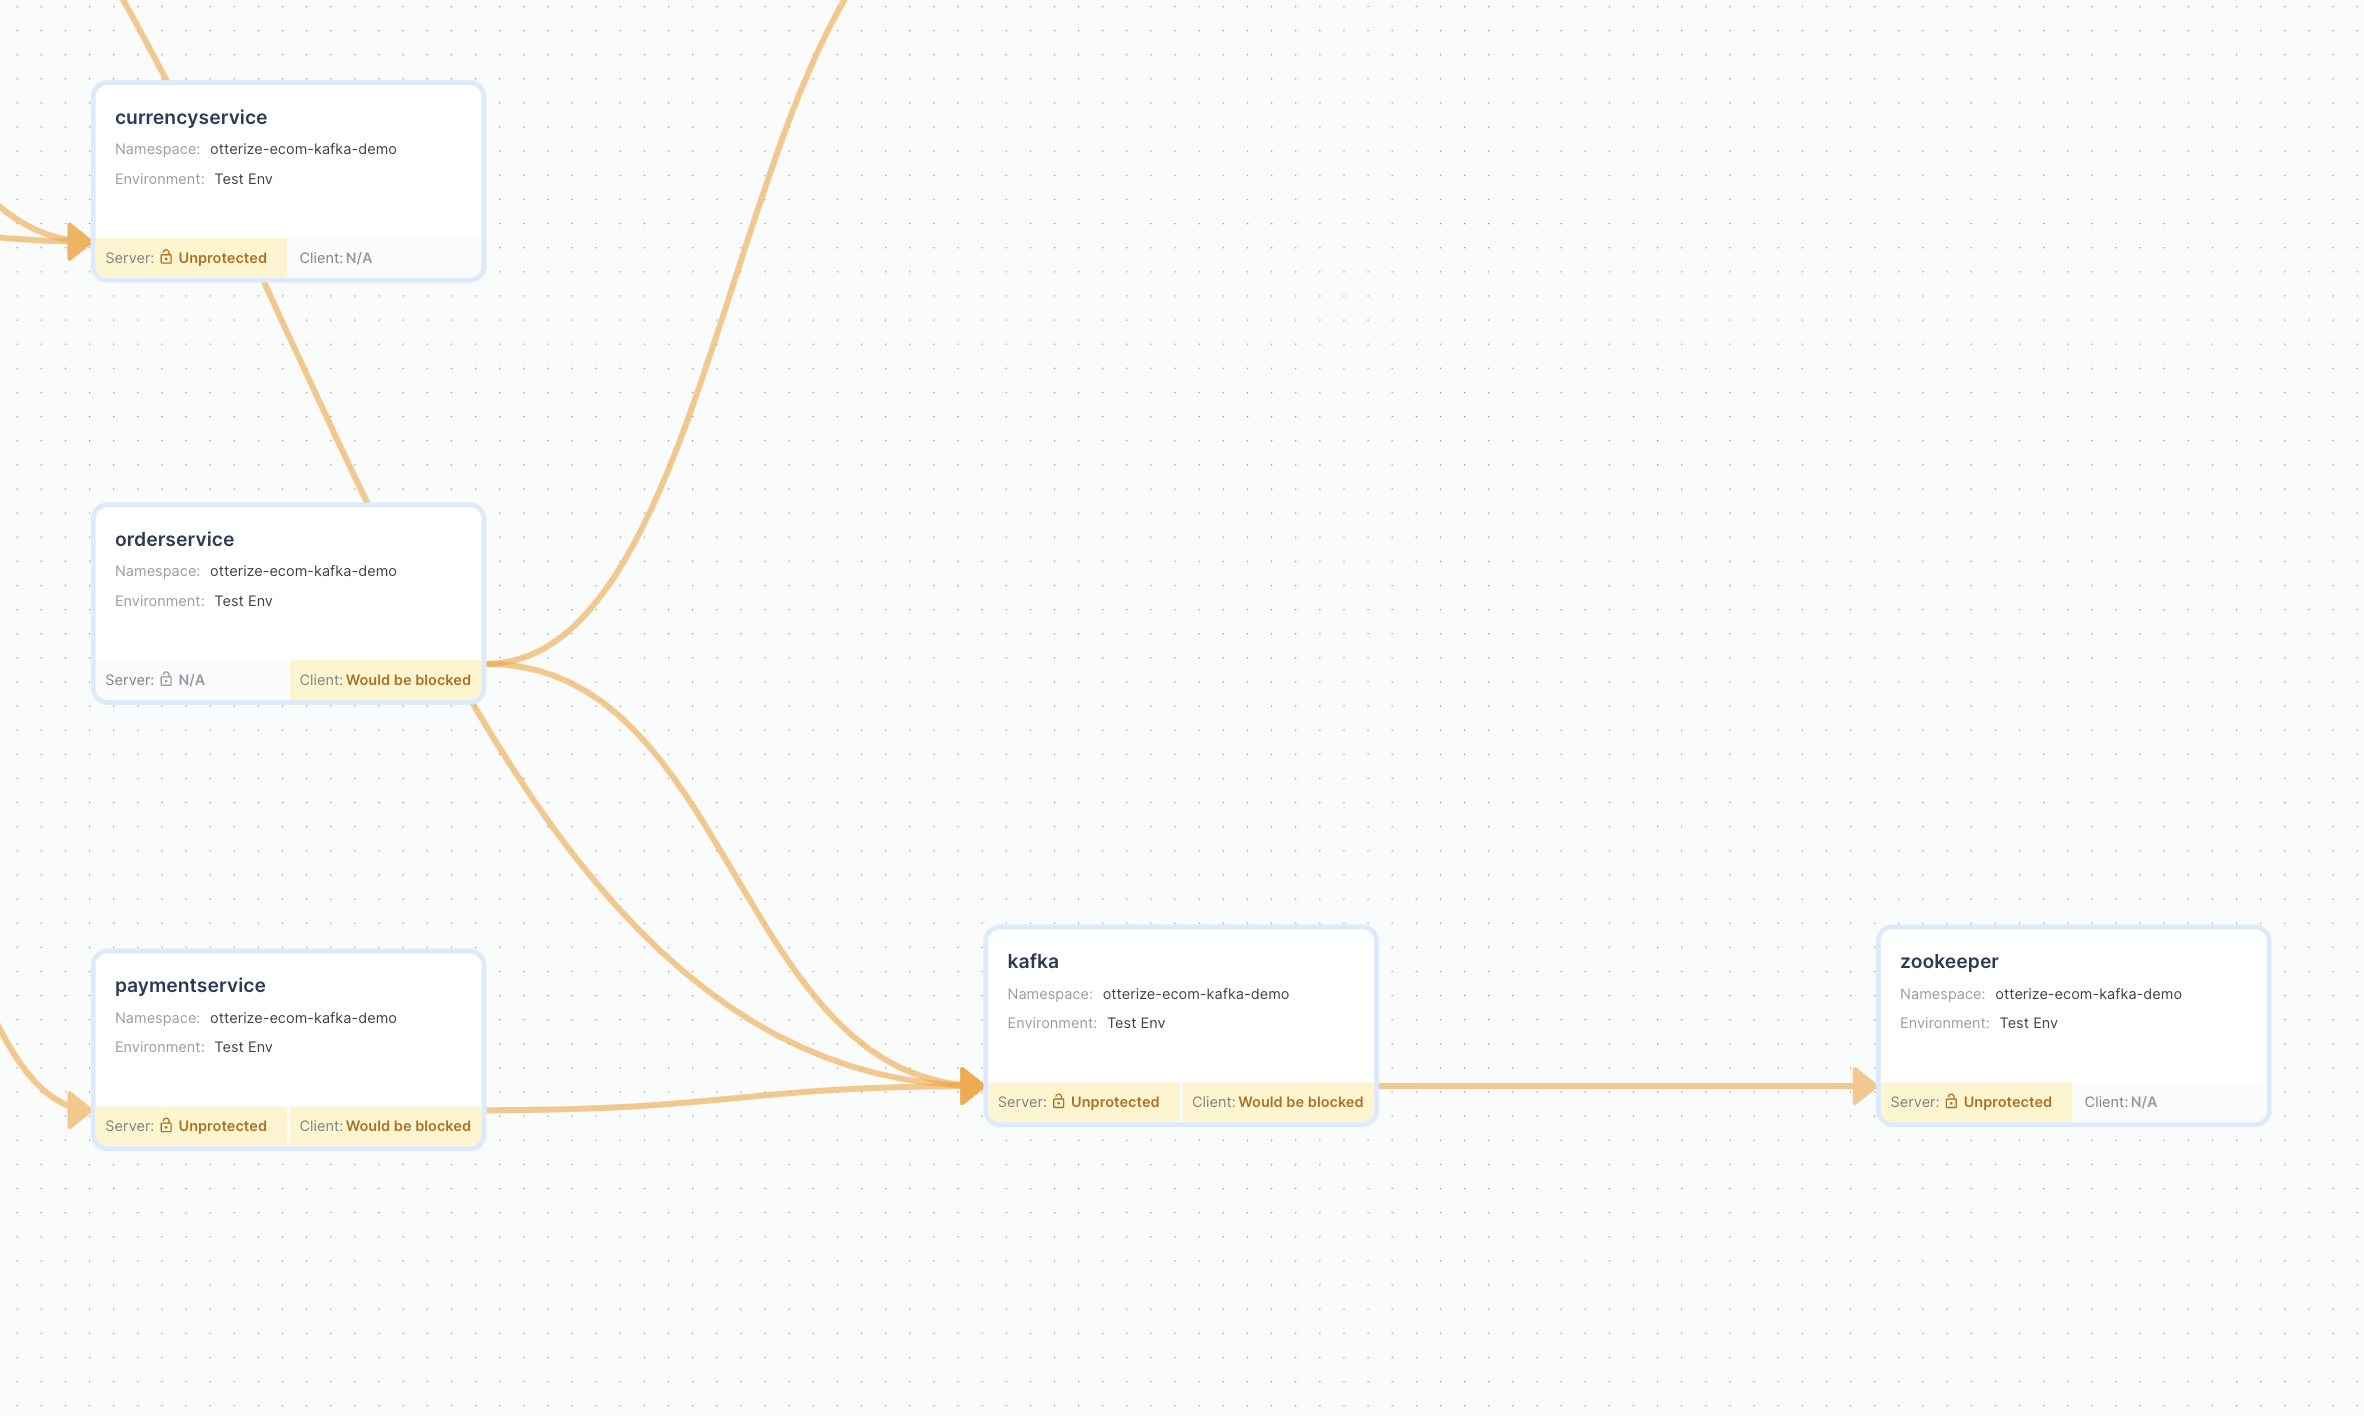 currencyservice
Namespace: otterize-ecom-kafka-demo
Environment: Test Env
Server: Unprotected Client: N/A
orderservice
Namespace: otterize-ecom-kafka-demo
Environment: Test Env
Server: N/A Client: Would be blocked
paymentservice
Namespace: otterize-ecom-kafka-demo
Environment: Test Env
Server: Unprotected Client: Would be blocked
kafka
Namespace: otterize-ecom-kafka-demo
Environment: Test Env
Server: Unprotected Client: Would be blocked
zookeeper
Namespace: otterize-ecom-kafka-demo
Environment: Test Env
Server: Unprotected Client: N/A